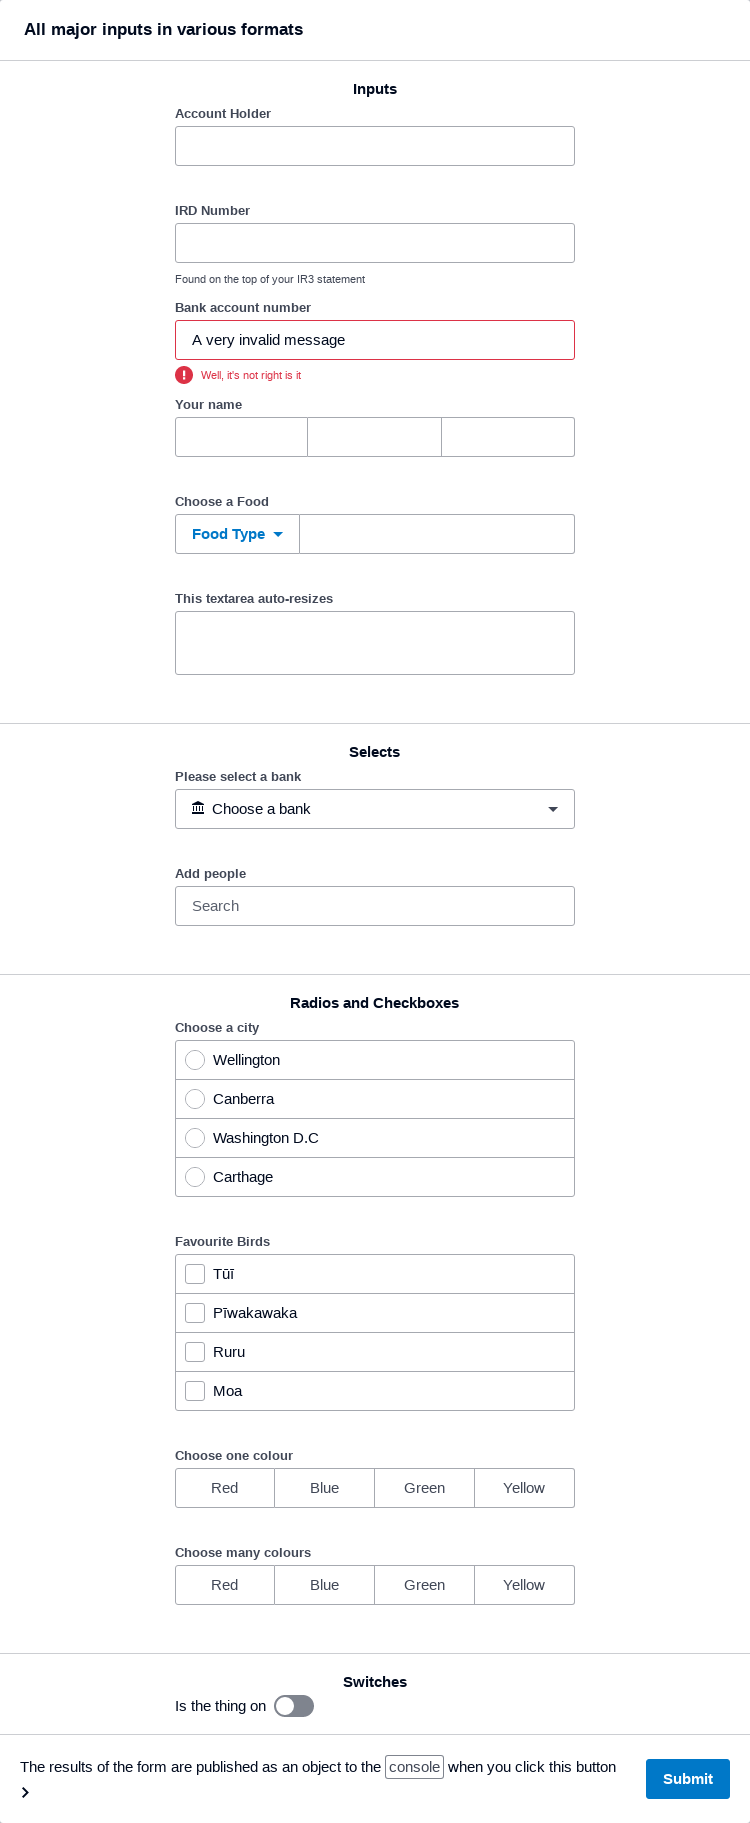 All major inputs in various formats
Inputs
Account Holder
IRD Number
Found on the top of your IR3 statement
Bank account number
A very invalid message
Well, it's not right is it
Your name
Choose a Food
Food Type
This textarea auto-resizes
Selects
Please select a bank
Choose a bank
Add people
Search
Radios and Checkboxes
Choose a city
Wellington
Canberra
Washington D.C
Carthage
Favourite Birds
Tūī
Pīwakawaka
Ruru
Moa
Choose one colour
Red Blue Green Yellow
Choose many colours
Red Blue Green Yellow
Switches
Is the thing on
The results of the form are published as an object to the console when you click this button
Submit